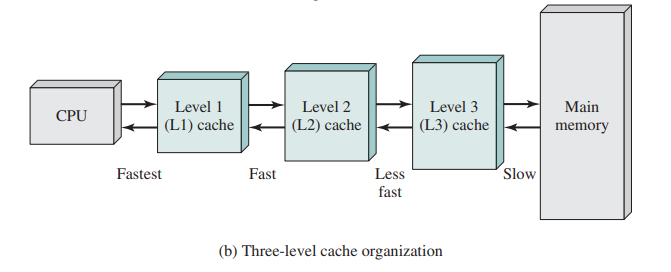 CPU
Level 1
(L1) cache
Level 2
(L2) cache
Level 3
(L3) cache
Main
memory
Fastest
Fast
Less
fast
Slow
(b) Three-level cache organization